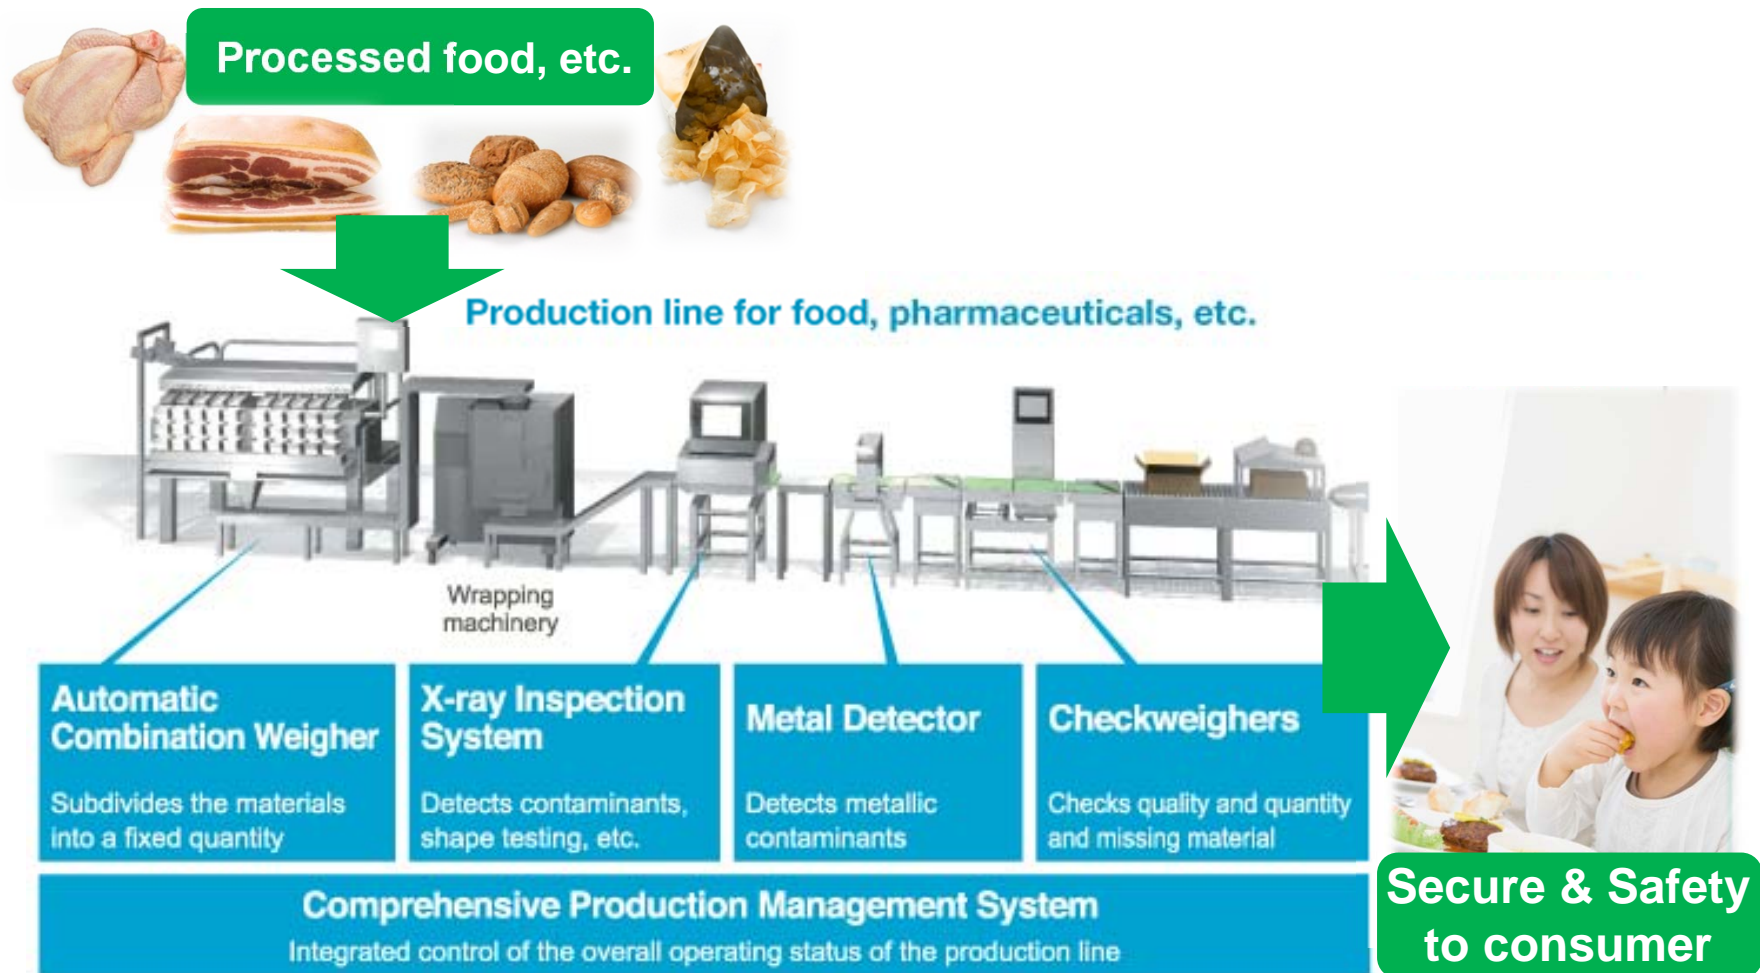 Processed food, etc.
Production line for food, pharmaceuticals, etc.
Wrapping
machinery
Automatic
Combination Weigher
Subdivides the materials
into a fixed quantity
X-ray Inspection
System
Detects contaminants,
shape testing, etc.
Metal Detector
Detects metallic
contaminants
Checkweighers
Checks quality and quantity
and missing material
Comprehensive Production Management System
Integrated control of the overall operating status of the production line
Secure & Safety
to consumer